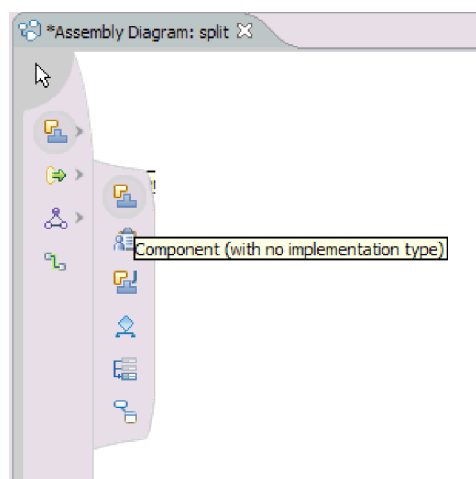 *Assembly Diagram: split
Component (with no implementation type)